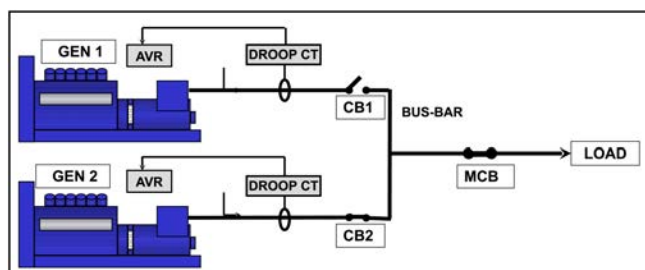 GEN 1
AVR
DROOP CT
CB1
BUS-BAR
LOAD
MCB
GEN 2
AVR
DROOP CT
CB2